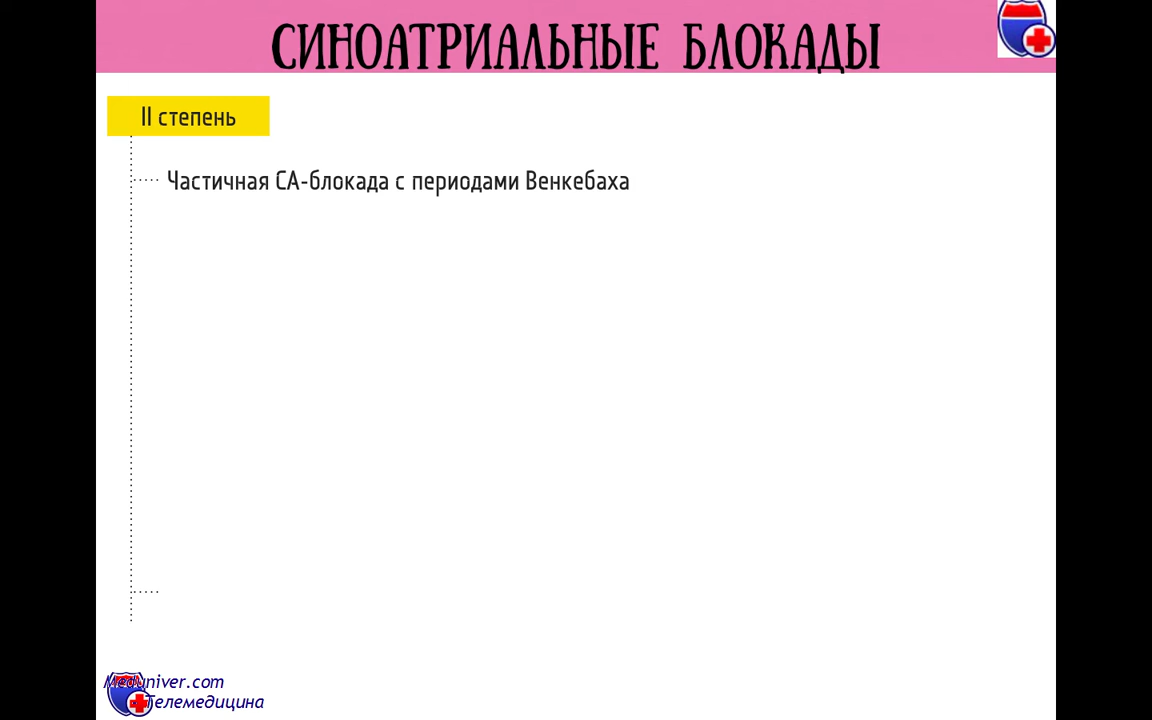 СИНОАТРИАЛЬНЫЕ БЛОКАДЫ
II степень
Частичная СА-блокада с периодами Венкебаха
Meduniver.com
Телемедицина